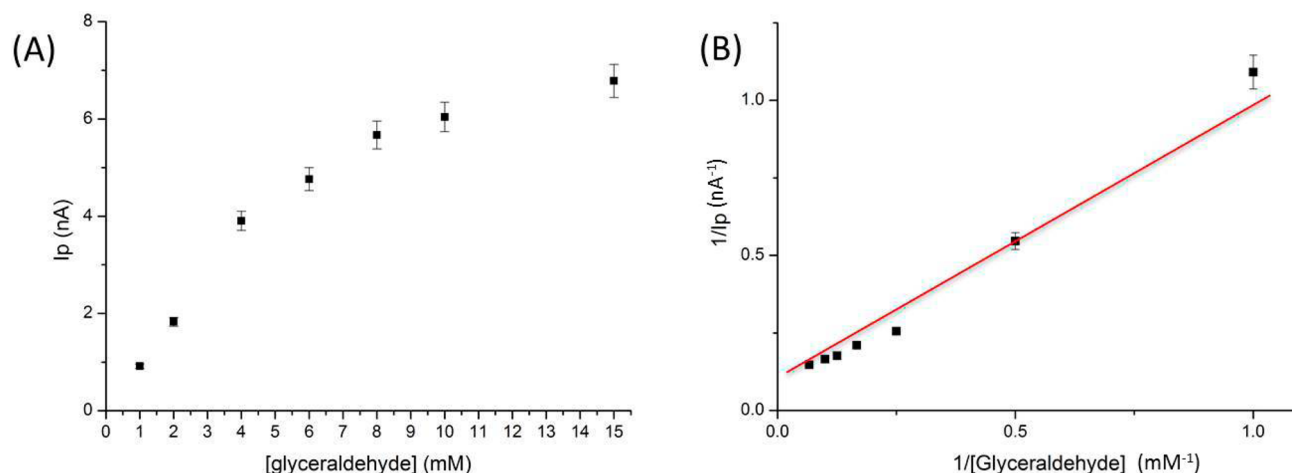 (A)
8
6
4
2
0
Ip (nA)
0 1 2 3 4 5 6 7 8 9 10 11 12 13 14 15
[glyceraldehyde] (mM)
(B)
1.0
0.5
0.0
1/Ip (nA⁻¹)
0.0 0.5 1.0
1/[Glyceraldehyde] (mM⁻¹)